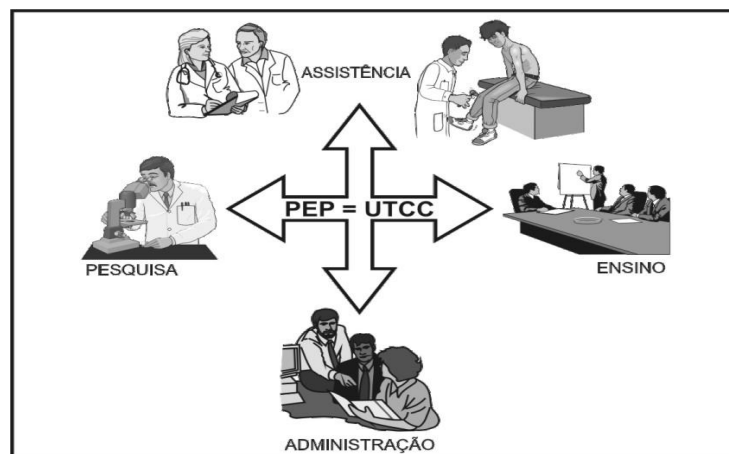 ASSISTÊNCIA
PEP = UTCC
PESQUISA
ENSINO
ADMINISTRAÇÃO